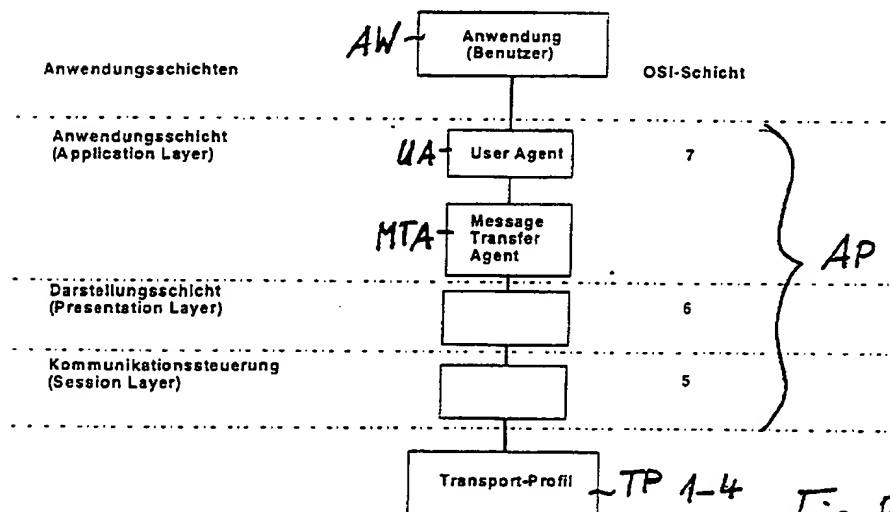 AW
Anwendung
(Benutzer)
Anwendungsschichten
OSI-Schicht
Anwendungsschicht
(Application Layer)
UA
User Agent
7
MTA
Message
Transfer
Agent
AP
Darstellungsschicht
(Presentation Layer)
6
Kommunikationssteuerung
(Session Layer)
5
Transport-Profil
TP 1-4